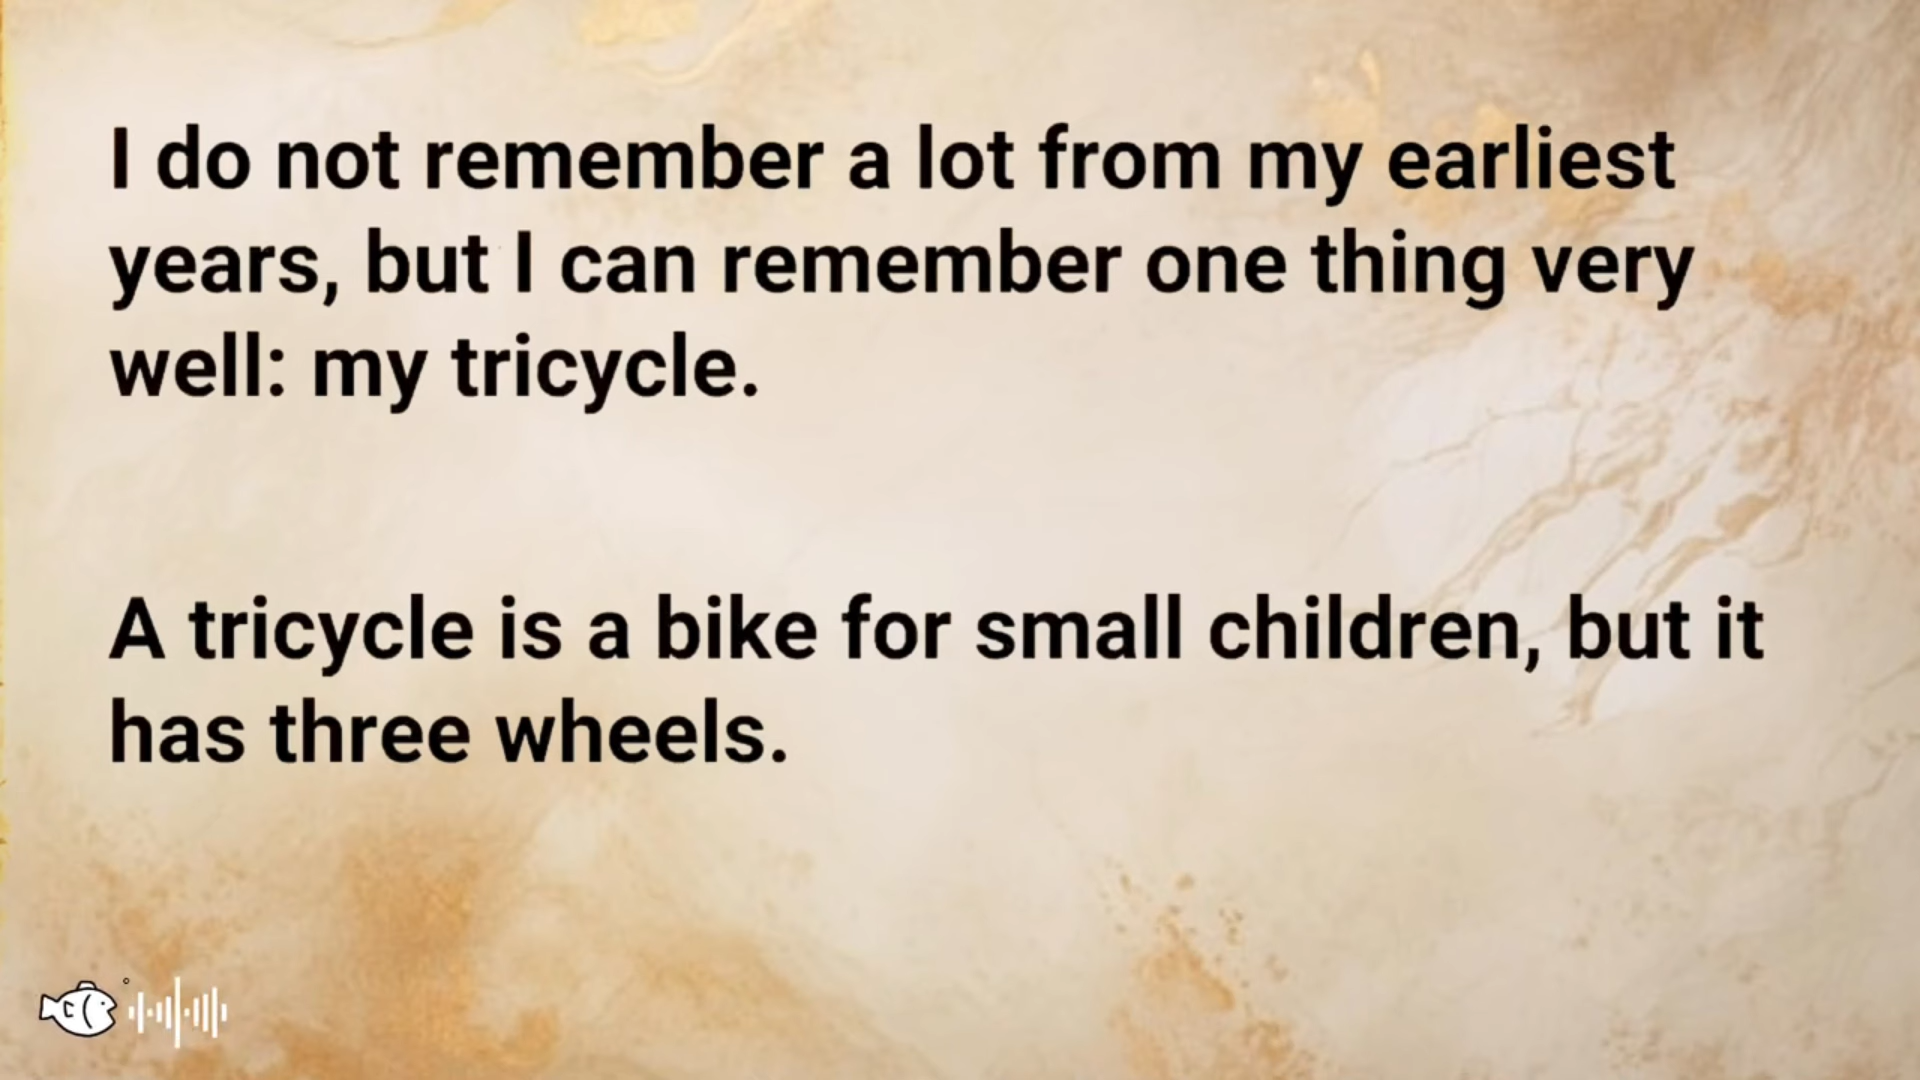 I do not remember a lot from my earliest
years, but I can remember one thing very
well: my tricycle.
A tricycle is a bike for small children, but it
has three wheels.